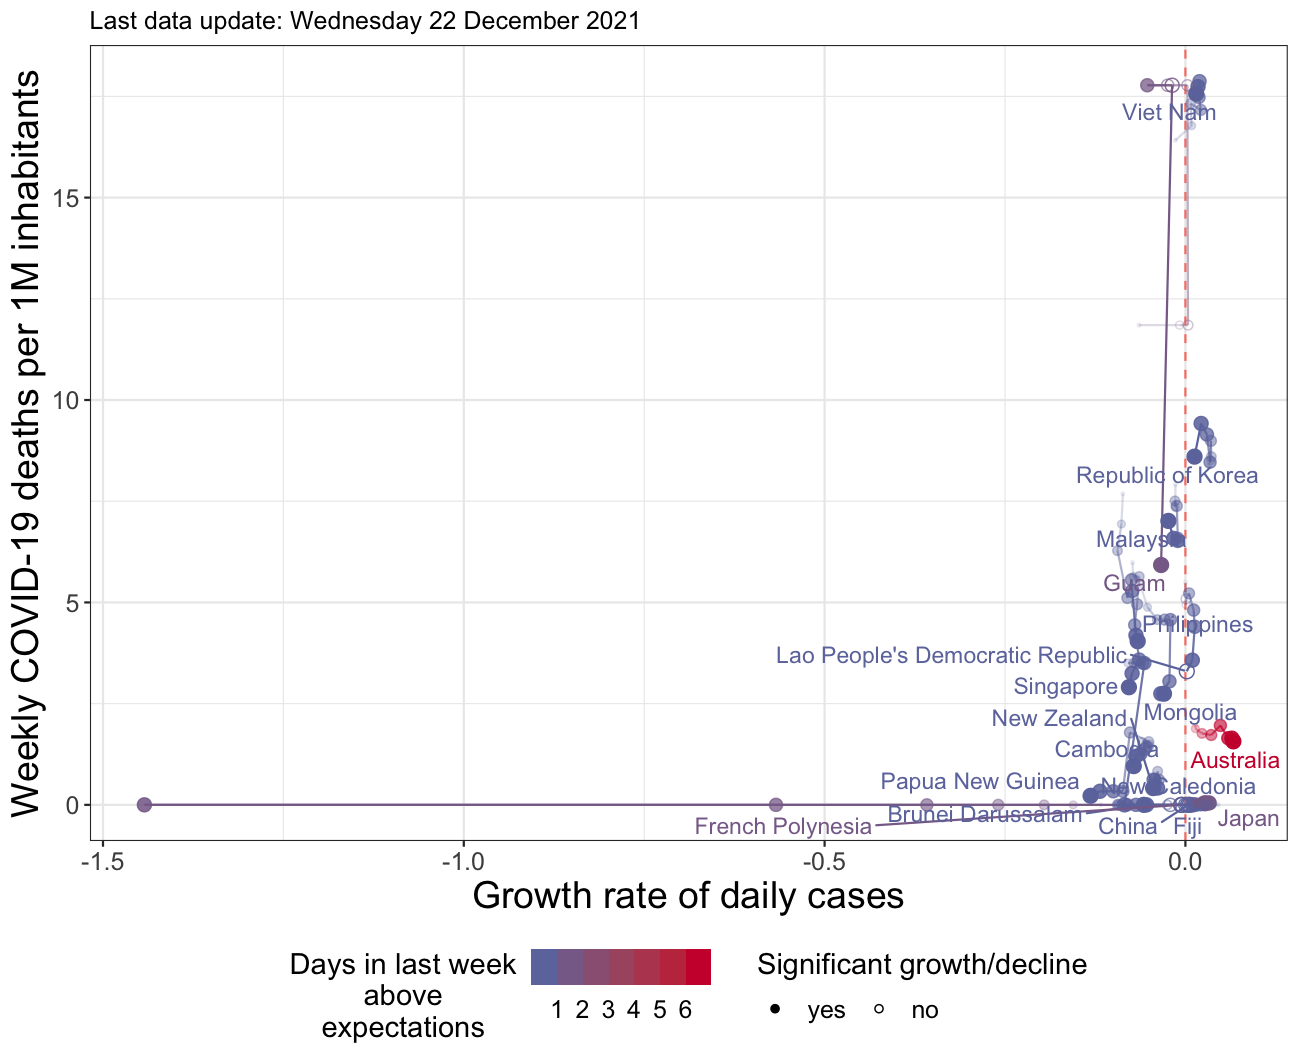 Last data update: Wednesday 22 December 2021
Weekly COVID-19 deaths per 1M inhabitants
15
10
5
0
Viet Nam
Republic of Korea
Malaysia
Guam
Philippines
Lao People's Democratic Republic
Singapore
Mongolia
New Zealand
Cambodia
Australia
Papua New Guinea
New Caledonia
Brunei Darussalam
French Polynesia
China
Fiji
Japan
-1.5
-1.0
-0.5
0.0
Growth rate of daily cases
Days in last week
above
expectations
1 2 3 4 5 6
Significant growth/decline
yes
no